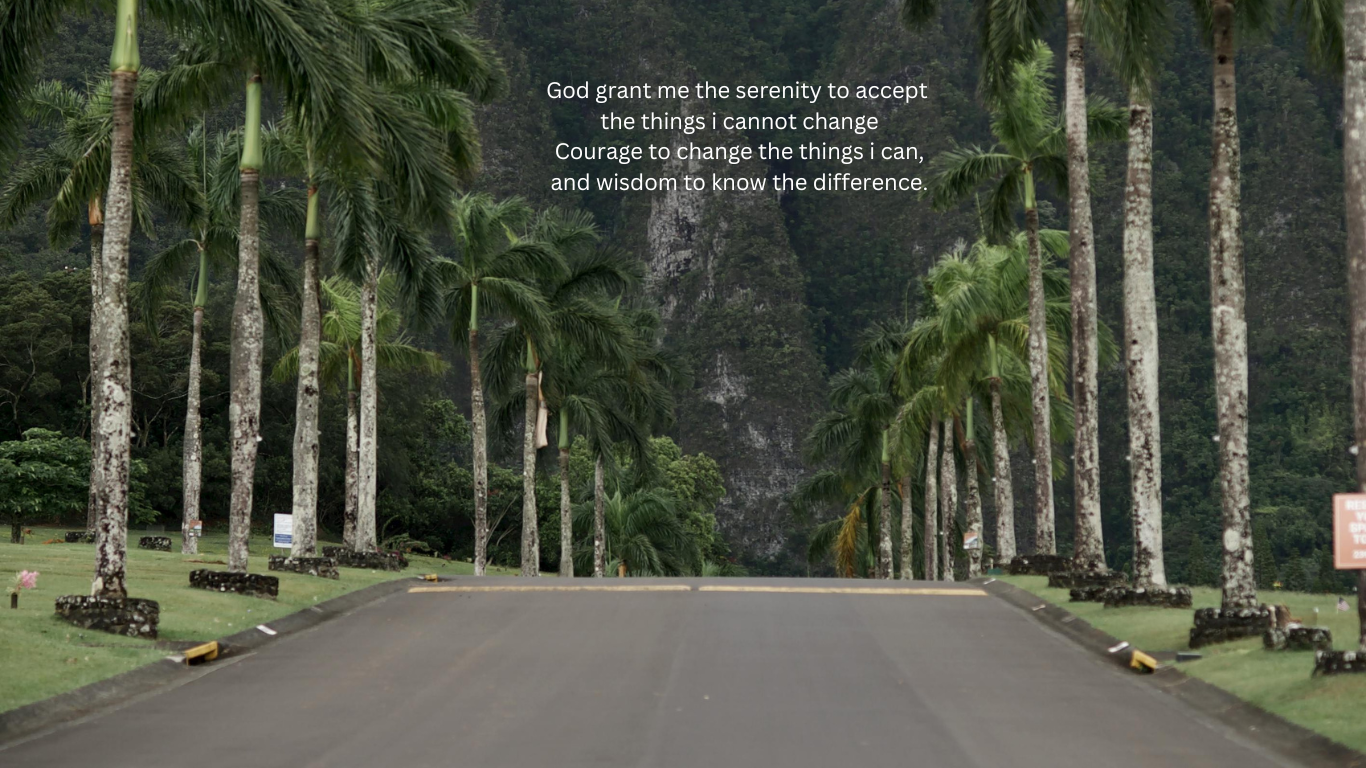 God grant me the serenity to accept
the things i cannot change
Courage to change the things i can,
and wisdom to know the difference.